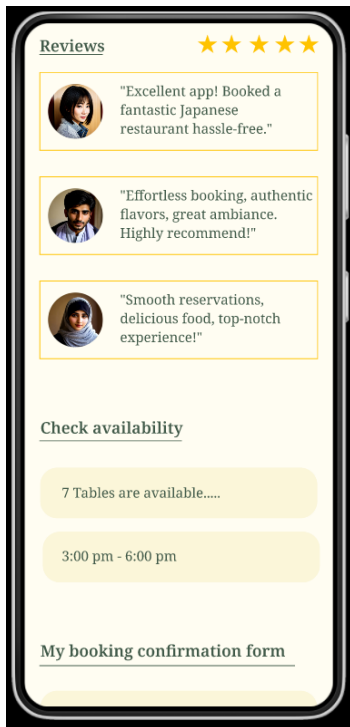 Reviews
"Excellent app! Booked a
fantastic Japanese
restaurant hassle-free."
"Effortless booking, authentic
flavors, great ambiance.
Highly recommend!"
"Smooth reservations,
delicious food, top-notch
experience!"
Check availability
7 Tables are available.....
3:00 pm - 6:00 pm
My booking confirmation form